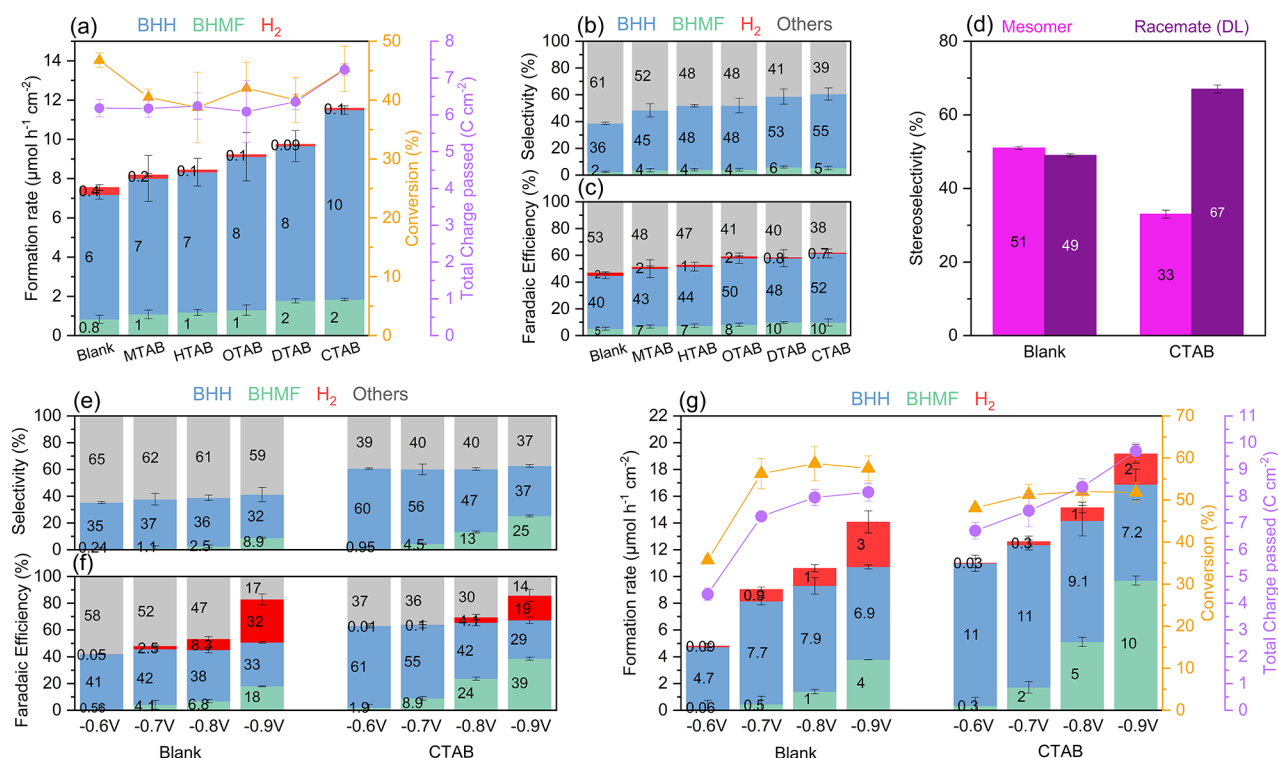 (a) BHH BHMF H2
Formation rate (μmol h⁻¹ cm⁻²)
14
12
10
8
6
4
2
0
0.4 0.2 0.1 0.1 0.09 0.1
6 7 7 8 8 10
0.8 1 1 1 2 2
Blank MTAB HTAB OTAB DTAB CTAB
50
40
30
20
10
0
Conversion (%)
8
7
6
5
4
3
2
1
0
Total Charge passed (C cm⁻²)
(b) BHH BHMF H2 Others
Selectivity (%)
100
80
60
40
20
0
61 52 48 48 41 39
36 45 48 48 53 55
2 4 4 4 6 5
(c)
Faradaic Efficiency (%)
100
80
60
40
20
0
53 48 47 41 40 38
2 2 1 2 0.8 0.7
40 43 44 50 48 52
5 7 7 8 10 10
Blank MTAB HTAB OTAB DTAB CTAB
(d) Mesomer Racemate (DL)
Stereoselectivity (%)
80
60
40
20
0
51 49 33 67
Blank CTAB
(e) BHH BHMF H2 Others
Selectivity (%)
100
80
60
40
20
0
65 62 61 59 39 40 40 37
35 37 36 32 60 56 47 37
0.24 1.1 2.5 8.9 0.95 4.5 13 25
(f)
Faradaic Efficiency (%)
100
80
60
40
20
0
58 52 47 17 37 36 30 14
0.05 2.5 8.3 32 0.01 0.1 4.1 19
41 42 38 33 61 55 42 29
0.56 4.1 6.8 18 1.9 8.9 24 39
-0.6V -0.7V -0.8V -0.9V -0.6V -0.7V -0.8V -0.9V
Blank CTAB
(g) BHH BHMF H2
Formation rate (μmol h⁻¹ cm⁻²)
22
20
18
16
14
12
10
8
6
4
2
0
0.09 0.9 1 3 0.03 0.3 1 2
4.7 7.7 7.9 6.9 11 11 9.1 7.2
0.06 0.5 1 4 0.3 2 5 10
-0.6V -0.7V -0.8V -0.9V -0.6V -0.7V -0.8V -0.9V
Blank CTAB
70
60
50
40
30
20
10
0
Conversion (%)
11
10
9
8
7
6
5
4
3
2
1
0
Total Charge passed (C cm⁻²)